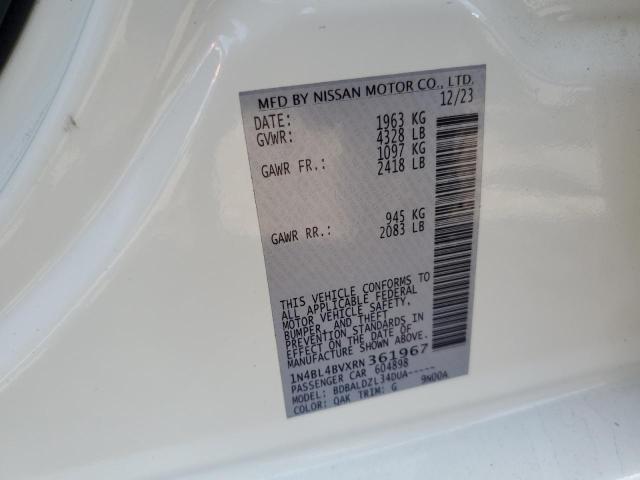 MFD BY NISSAN MOTOR CO., LTD.
DATE: 12/23
GVWR: 1963 KG
4328 LB
GAWR FR.: 1097 KG
2418 LB
GAWR RR.: 945 KG
2083 LB
THIS VEHICLE CONFORMS TO
ALL APPLICABLE FEDERAL
MOTOR VEHICLE SAFETY,
BUMPER, AND THEFT
PREVENTION STANDARDS IN
EFFECT ON THE DATE OF
MANUFACTURE SHOWN ABOVE.
1N4BL4BVXRN361967
PASSENGER CAR 6D4898
MODEL: BDBALDZL34DUA-----
COLOR: QAK TRIM: G 9N00A